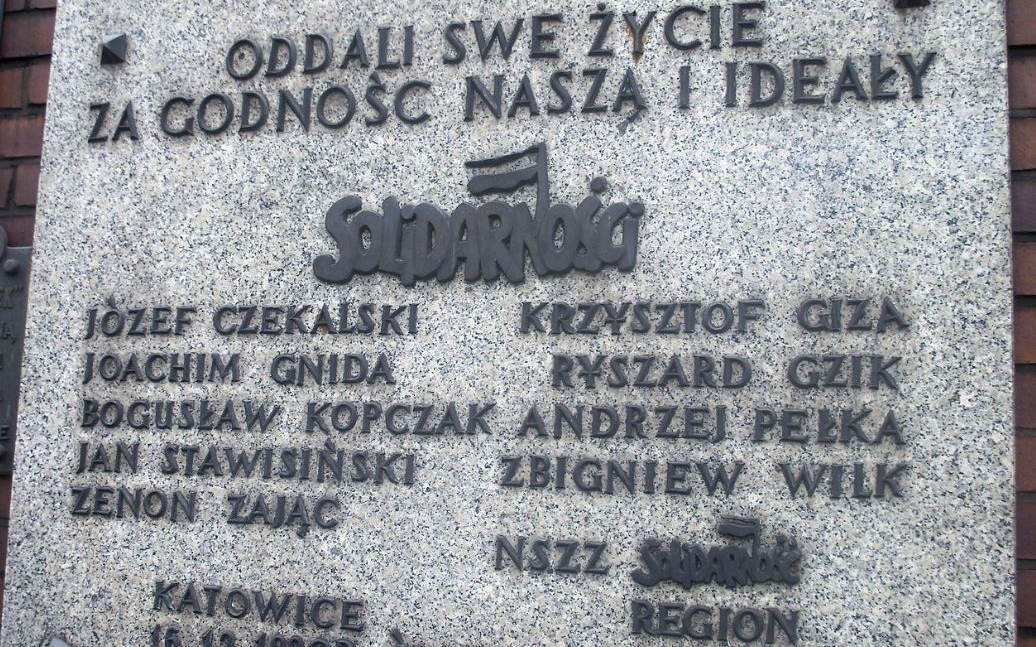 ODDALI SWE ŻYCIE
ZA GODNOŚC NASZĄ I IDEAŁY
SOLIDARNOŚCI
JÓZEF CZEKALSKI
JOACHIM GNIDA
BOGUSŁAW KOPCZAK
JAN STAWISIŃSKI
ZENON ZAJĄC
KRZYSZTOF GIZA
RYSZARD GZIK
ANDRZEJ PEŁKA
ZBIGNIEW WILK
NSZZ SOLIDARNOŚĆ
REGION
KATOWICE